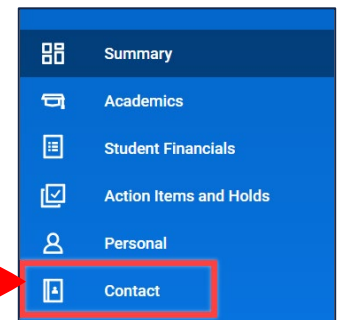 Summary
Academics
Student Financials
Action Items and Holds
Personal
Contact